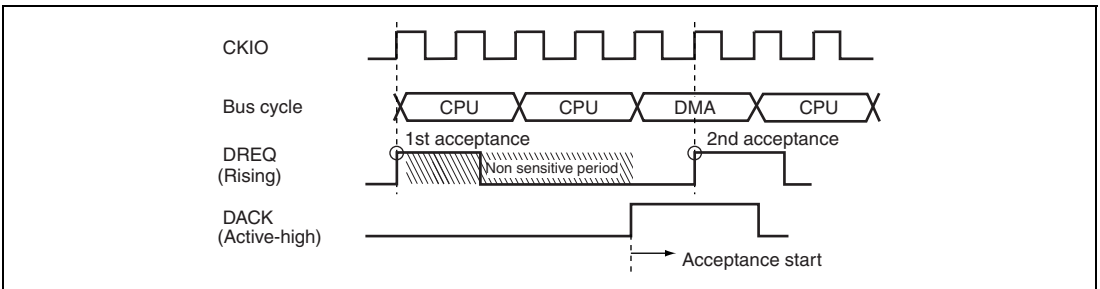 CKIO
Bus cycle
CPU CPU DMA CPU
1st acceptance 2nd acceptance
DREQ
(Rising)
Non sensitive period
DACK
(Active-high)
Acceptance start